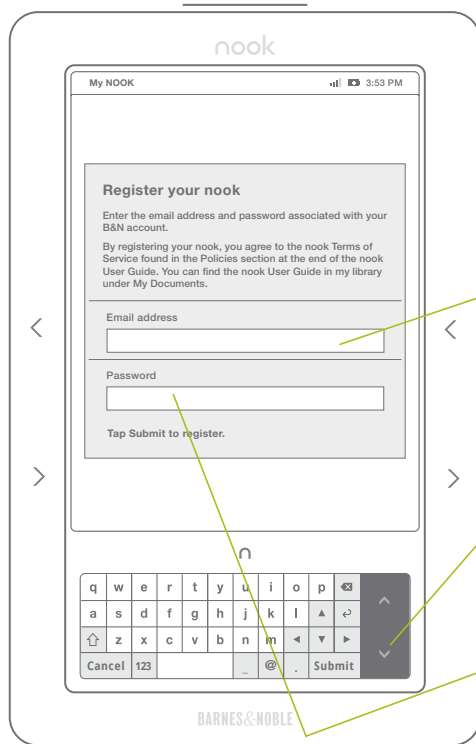 nook
My NOOK 3:53 PM
Register your nook
Enter the email address and password associated with your
B&N account.
By registering your nook, you agree to the nook Terms of
Service found in the Policies section at the end of the nook
User Guide. You can find the nook User Guide in my library
under My Documents.
Email address
Password
Tap Submit to register.
n
q w e r t y u i o p
a s d f g h j k l
z x c v b n m
Cancel 123 _ @ . Submit
BARNES&NOBLE